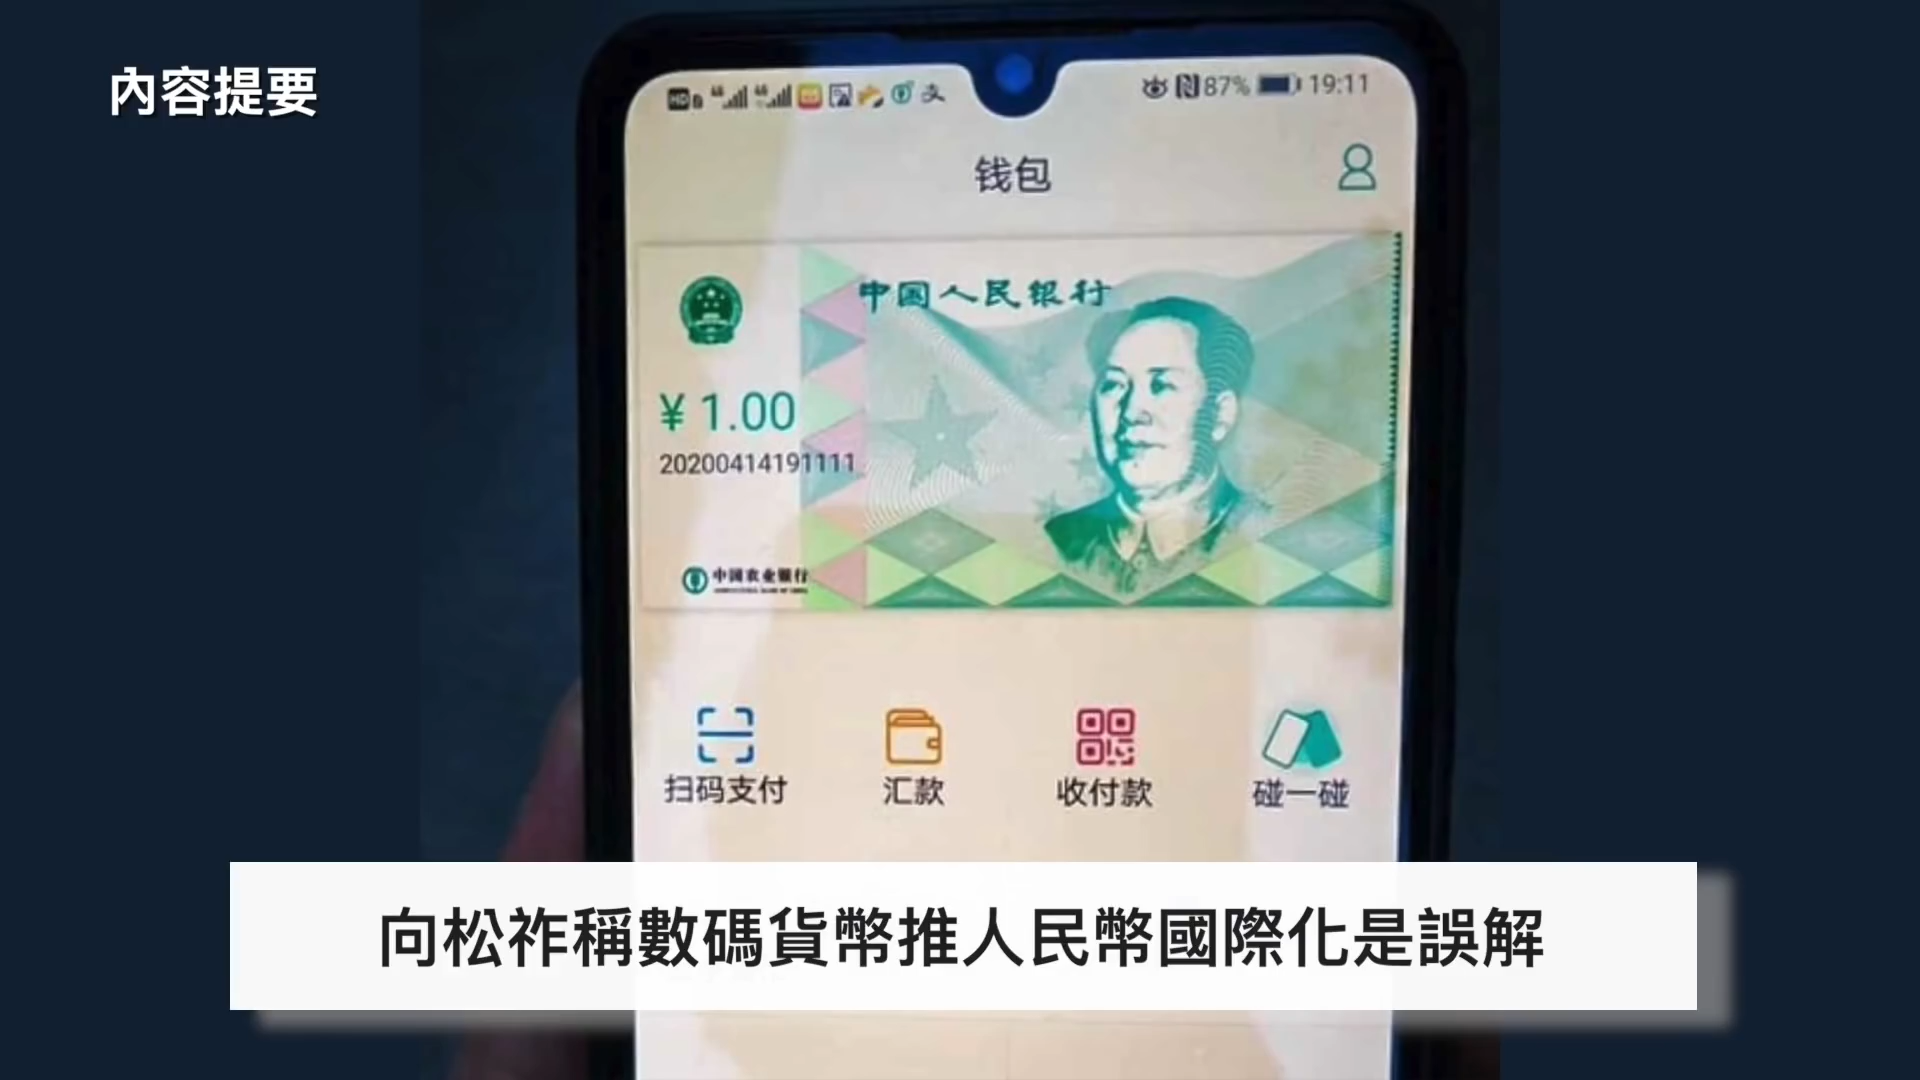 內容提要
HD
87% 19:11
钱包
中国人民银行
¥ 1.00
20200414191111
中国农业银行
扫码支付 汇款 收付款 碰一碰
向松祚稱數碼貨幣推人民幣國際化是誤解